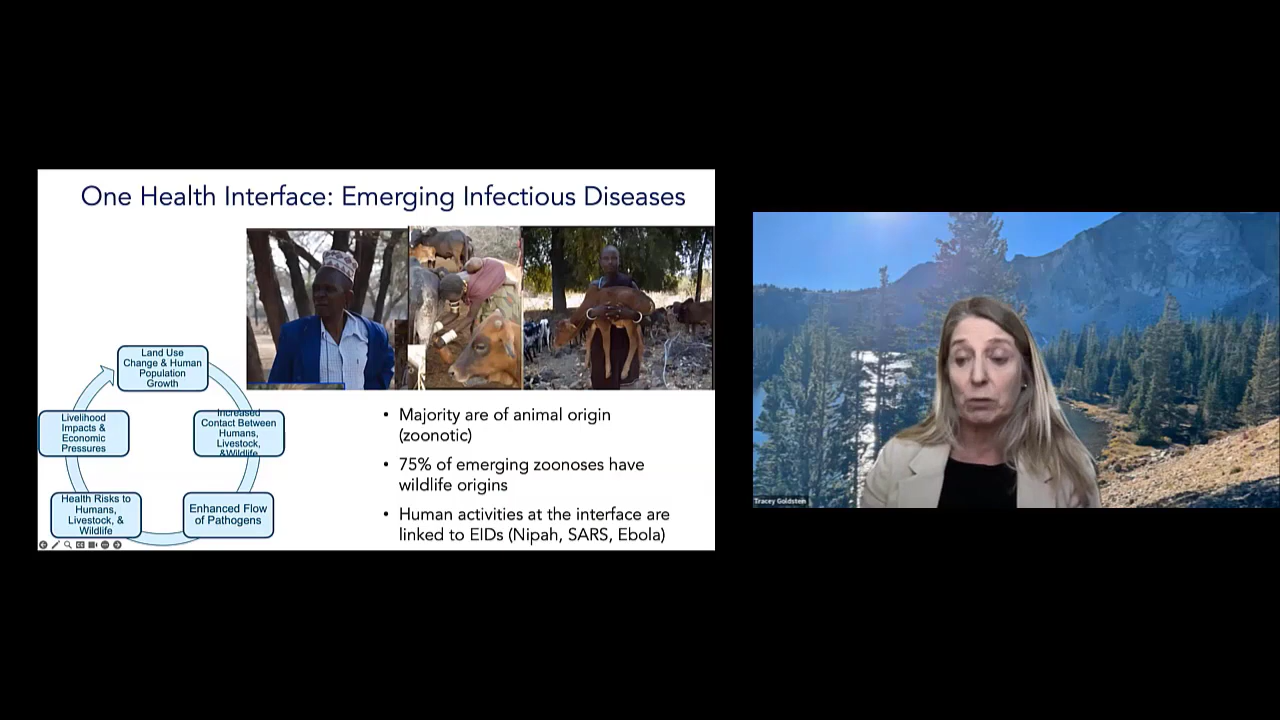 One Health Interface: Emerging Infectious Diseases
Land Use
Change & Human
Population
Growth
Increased
Contact Between
Humans,
Livestock,
&Wildlife
Enhanced Flow
of Pathogens
Health Risks to
Humans,
Livestock, &
Wildlife
Livelihood
Impacts &
Economic
Pressures
• Majority are of animal origin
(zoonotic)
• 75% of emerging zoonoses have
wildlife origins
• Human activities at the interface are
linked to EIDs (Nipah, SARS, Ebola)
Tracey Goldstein